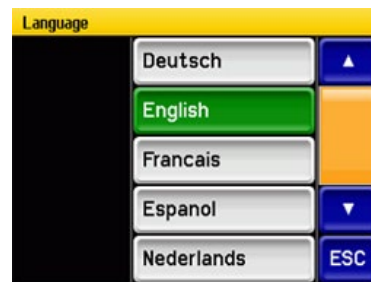 Language
Deutsch
▲
English
Francais
Espanol
▼
Nederlands
ESC